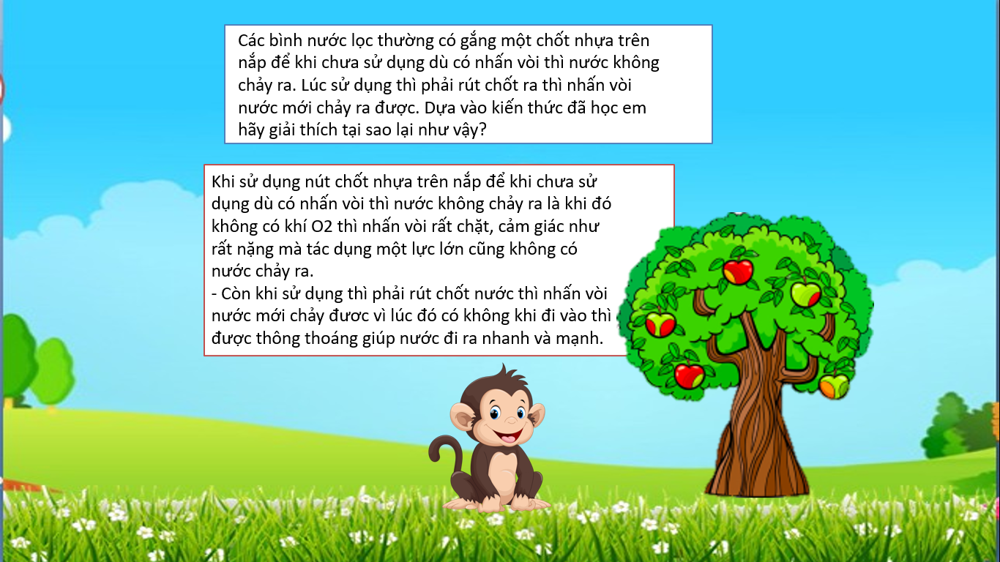 Các bình nước lọc thường có gắng một chốt nhựa trên
nắp để khi chưa sử dụng dù có nhấn vòi thì nước không
chảy ra. Lúc sử dụng thì phải rút chốt ra thì nhấn vòi
nước mới chảy ra được. Dựa vào kiến thức đã học em
hãy giải thích tại sao lại như vậy?
Khi sử dụng nút chốt nhựa trên nắp để khi chưa sử
dụng dù có nhấn vòi thì nước không chảy ra là khi đó
không có khí O2 thì nhấn vòi rất chặt, cảm giác như
rất nặng mà tác dụng một lực lớn cũng không có
nước chảy ra.
- Còn khi sử dụng thì phải rút chốt nước thì nhấn vòi
nước mới chảy đươc vì lúc đó có không khi đi vào thì
được thông thoáng giúp nước đi ra nhanh và mạnh.